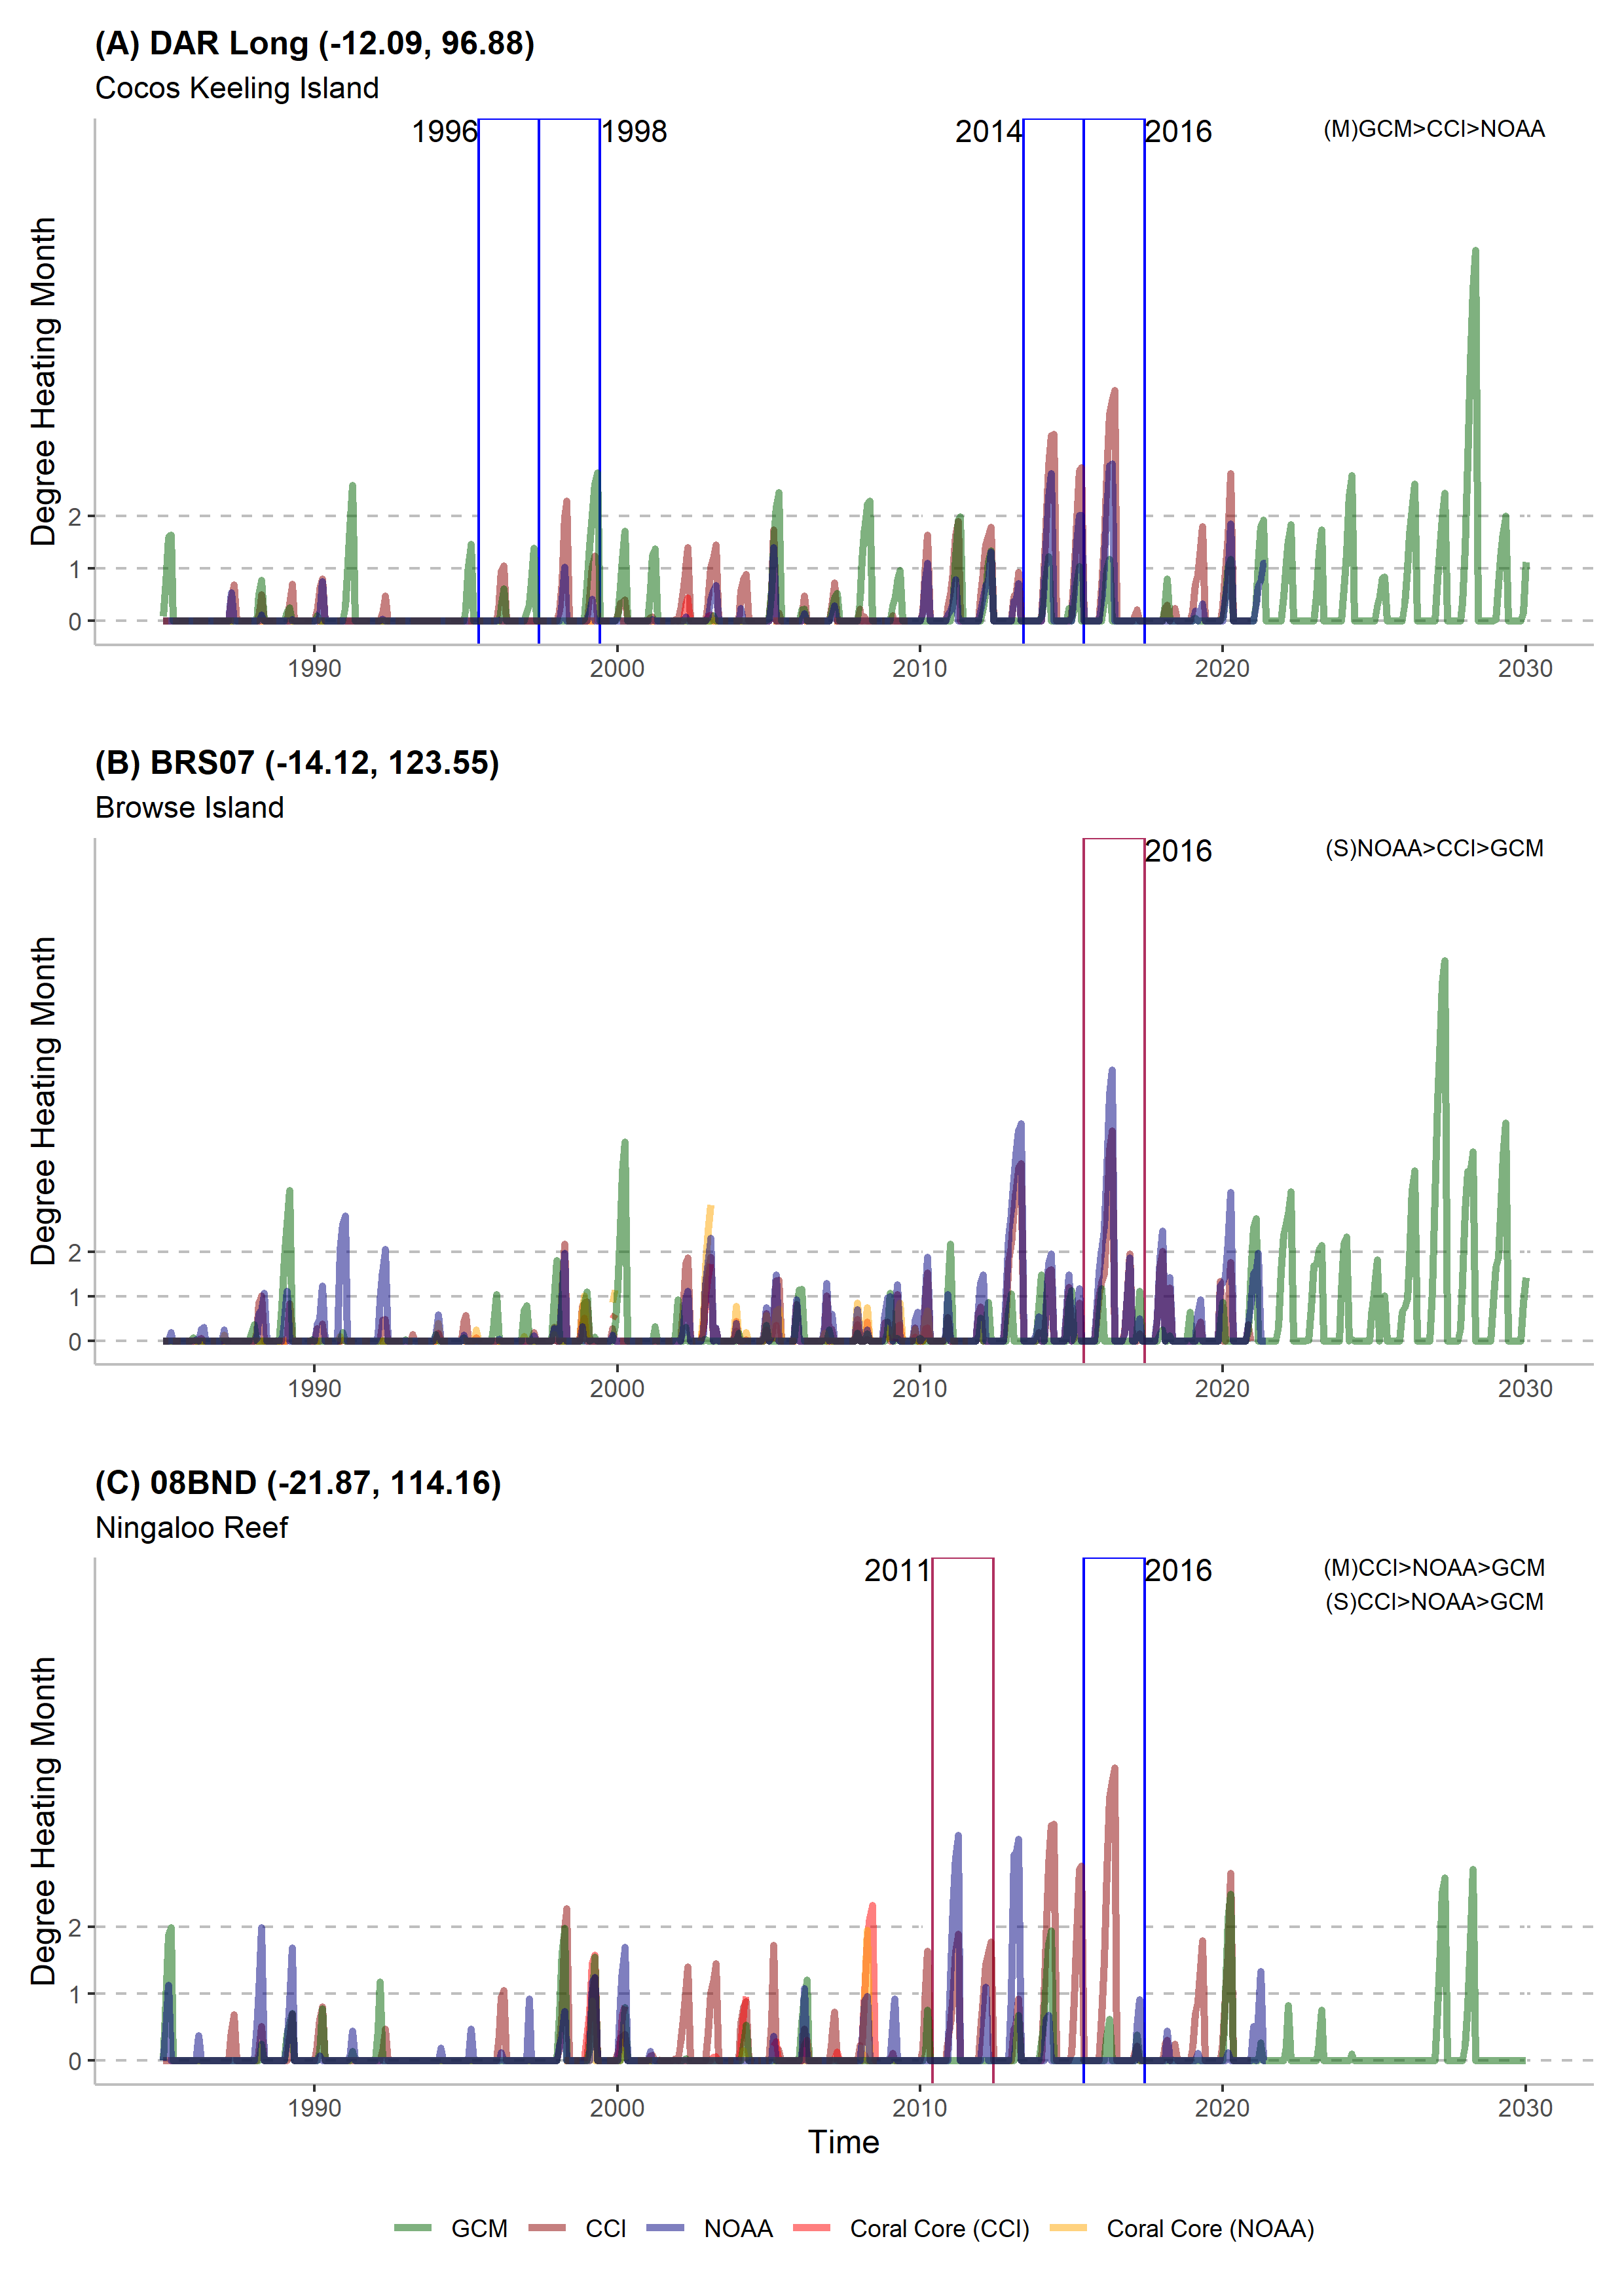 (A) DAR Long (-12.09, 96.88)
Cocos Keeling Island
1996 1998 2014 2016 (M)GCM>CCI>NOAA
Degree Heating Month
2
1
0
1990 2000 2010 2020 2030
(B) BRS07 (-14.12, 123.55)
Browse Island
2016 (S)NOAA>CCI>GCM
Degree Heating Month
2
1
0
1990 2000 2010 2020 2030
(C) 08BND (-21.87, 114.16)
Ningaloo Reef
2011 2016 (M)CCI>NOAA>GCM
(S)CCI>NOAA>GCM
Degree Heating Month
2
1
0
1990 2000 2010 2020 2030
Time
GCM CCI NOAA Coral Core (CCI) Coral Core (NOAA)